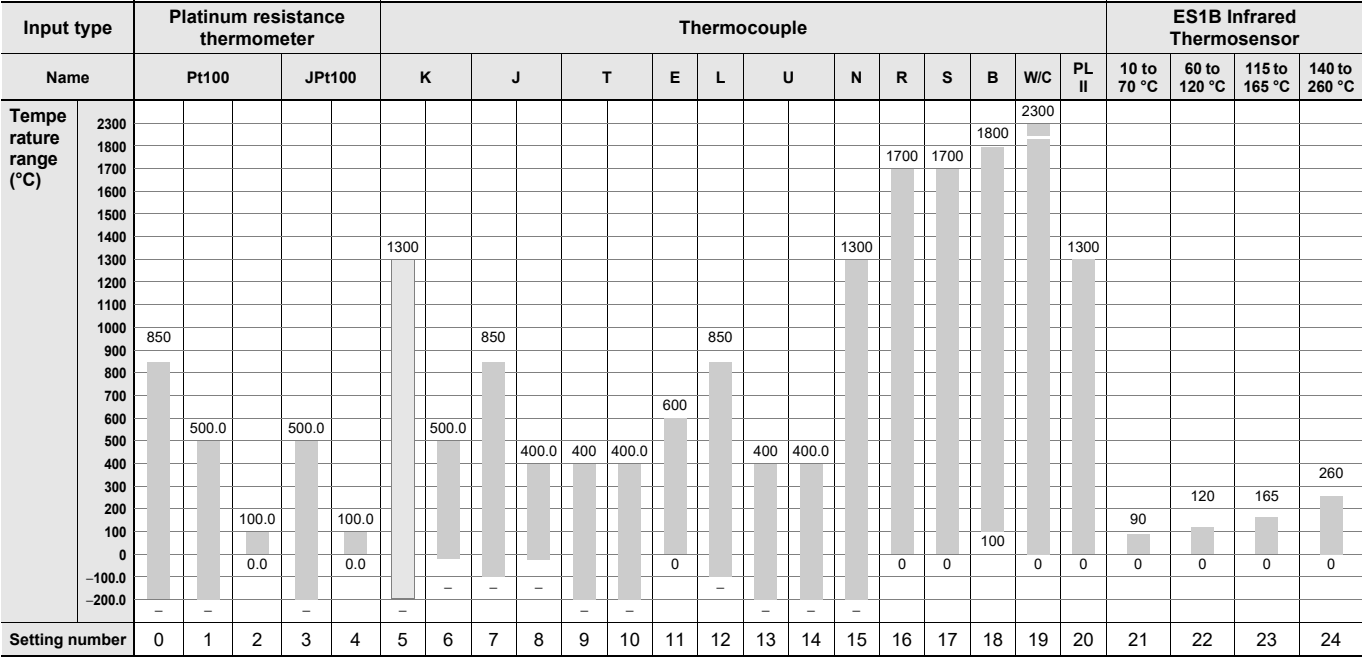 Input type Platinum resistance thermometer Thermocouple ES1B Infrared Thermosensor
Name Pt100 JPt100 K J T E L U N R S B W/C PL II 10 to 70 °C 60 to 120 °C 115 to 165 °C 140 to 260 °C
Tempe
rature
range
(°C)
2300 2300
1800 1800
1700 1700 1700
1600
1500
1400 1300 1300 1300
1300
1200
1100
1000 850 850 850
900
800
700 600
600 500.0 500.0 500.0
500 400.0 400 400.0 400 400.0
400
300 260
200 100.0 100.0 90 120 165
100 100
0 0.0 0.0 0 0 0 0 0 0 0 0 0
−100.0 – – – –
−200.0 – – – – – – – – –
Setting number 0 1 2 3 4 5 6 7 8 9 10 11 12 13 14 15 16 17 18 19 20 21 22 23 24